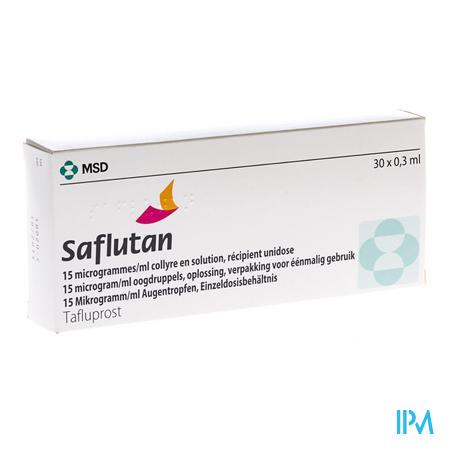 MSD
30 x 0,3 ml
Saflutan
15 microgrammes/ml collyre en solution, récipient unidose
15 microgram/ml oogdruppels, oplossing, verpakking voor éénmalig gebruik
15 Mikrogramm/ml Augentropfen, Einzeldosisbehältnis
Tafluprost
IPM